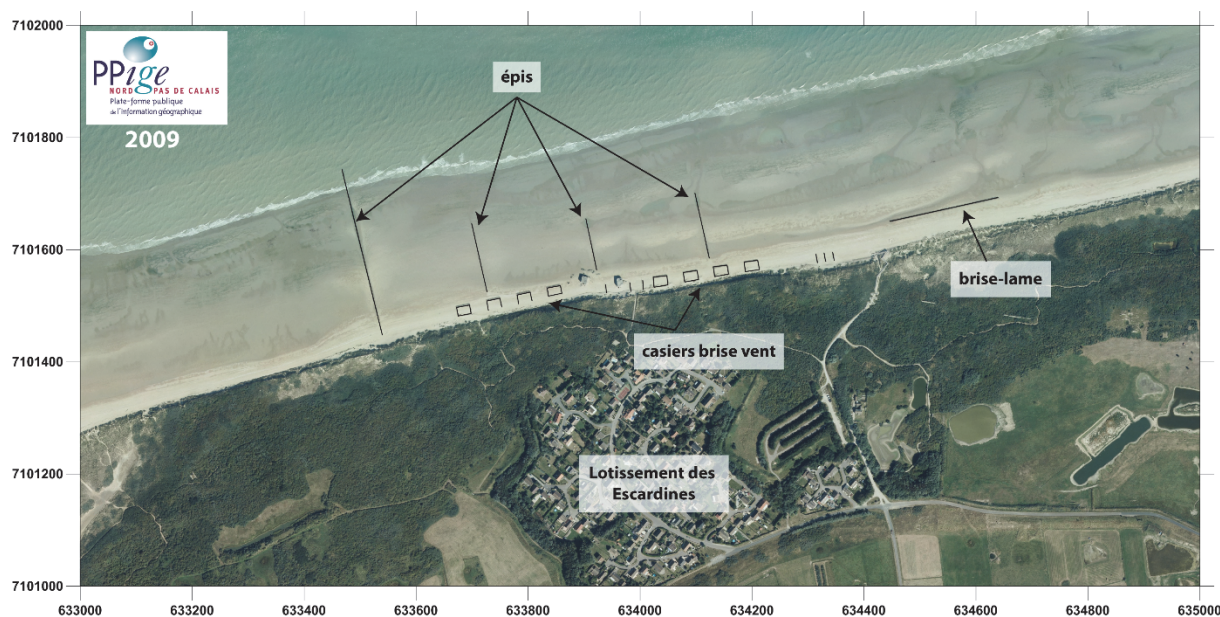 7102000
7101800
7101600
7101400
7101200
7101000
PPige
NORD PAS DE CALAIS
Plate-forme publique
de l'information géographique
2009
épis
brise-lame
casiers brise vent
Lotissement des
Escardines
633000 633200 633400 633600 633800 634000 634200 634400 634600 634800 635000